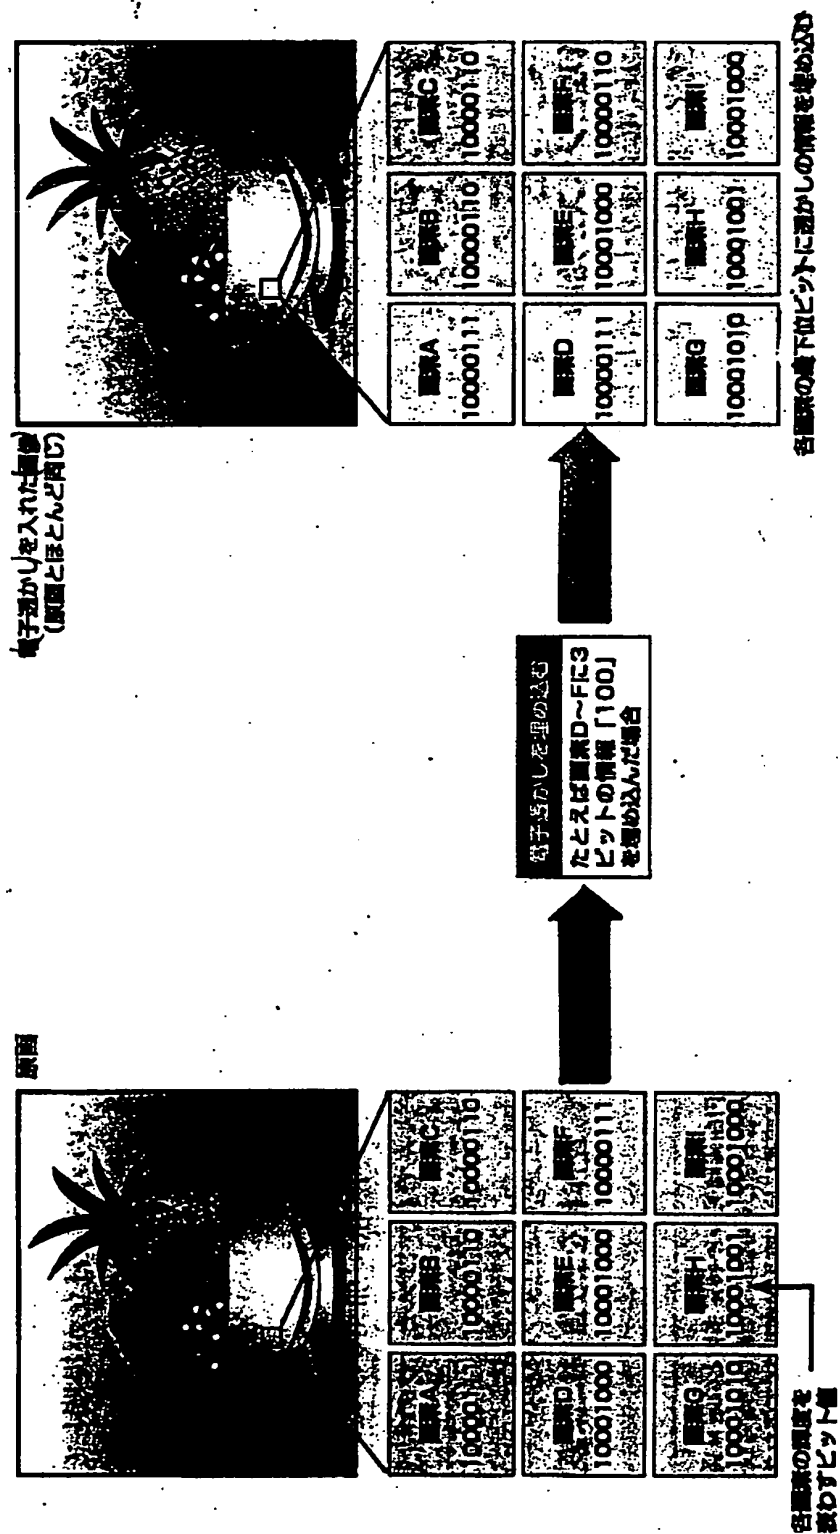 原画
画素A
10000111
画素B
10000110
画素C
10000110
画素D
10001000
画素E
10001000
画素F
10000111
画素G
10001010
画素H
10001001
画素I
10001000
各画素の輝度を
表わすビット値
電子透かしを埋め込む
たとえば画素D〜Fに3
ビットの情報「100」
を埋め込んだ場合
電子透かしを入れた画像
(原画とほとんど同じ)
画素A
10000111
画素B
10000110
画素C
10000110
画素D
10000111
画素E
10001000
画素F
10000110
画素G
10001010
画素H
10001001
画素I
10001000
各画素の最下位ビットに透かしの情報を埋め込む